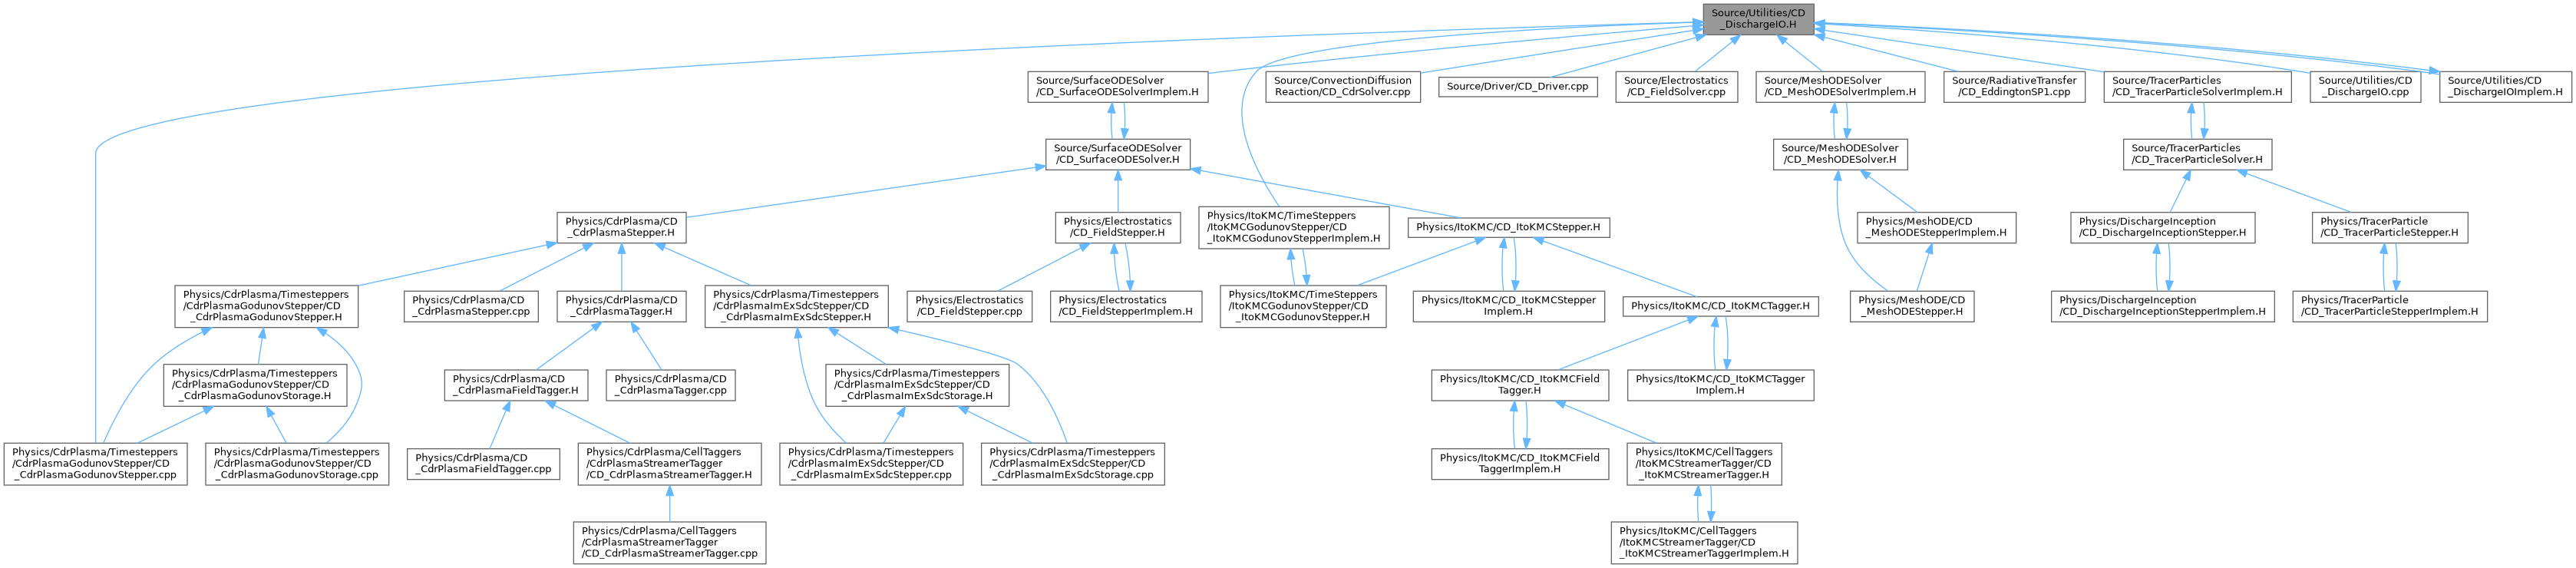 Source/Utilities/CD
_DischargeIO.H
Source/SurfaceODESolver
/CD_SurfaceODESolverImplem.H
Source/ConvectionDiffusion
Reaction/CD_CdrSolver.cpp
Source/Driver/CD_Driver.cpp
Source/Electrostatics
/CD_FieldSolver.cpp
Source/MeshODESolver
/CD_MeshODESolverImplem.H
Source/RadiativeTransfer
/CD_EddingtonSP1.cpp
Source/TracerParticles
/CD_TracerParticleSolverImplem.H
Source/Utilities/CD
_DischargeIO.cpp
Source/Utilities/CD
_DischargeIOImplem.H
Source/SurfaceODESolver
/CD_SurfaceODESolver.H
Source/MeshODESolver
/CD_MeshODESolver.H
Source/TracerParticles
/CD_TracerParticleSolver.H
Physics/CdrPlasma/CD
_CdrPlasmaStepper.H
Physics/Electrostatics
/CD_FieldStepper.H
Physics/ItoKMC/TimeSteppers
/ItoKMCGodunovStepper/CD
_ItoKMCGodunovStepperImplem.H
Physics/ItoKMC/CD_ItoKMCStepper.H
Physics/MeshODE/CD
_MeshODEStepperImplem.H
Physics/DischargeInception
/CD_DischargeInceptionStepper.H
Physics/TracerParticle
/CD_TracerParticleStepper.H
Physics/CdrPlasma/Timesteppers
/CdrPlasmaGodunovStepper/CD
_CdrPlasmaGodunovStepper.H
Physics/CdrPlasma/CD
_CdrPlasmaStepper.cpp
Physics/CdrPlasma/CD
_CdrPlasmaTagger.H
Physics/CdrPlasma/Timesteppers
/CdrPlasmaImExSdcStepper/CD
_CdrPlasmaImExSdcStepper.H
Physics/Electrostatics
/CD_FieldStepper.cpp
Physics/Electrostatics
/CD_FieldStepperImplem.H
Physics/ItoKMC/TimeSteppers
/ItoKMCGodunovStepper/CD
_ItoKMCGodunovStepper.H
Physics/ItoKMC/CD_ItoKMCStepper
Implem.H
Physics/ItoKMC/CD_ItoKMCTagger.H
Physics/MeshODE/CD
_MeshODEStepper.H
Physics/DischargeInception
/CD_DischargeInceptionStepperImplem.H
Physics/TracerParticle
/CD_TracerParticleStepperImplem.H
Physics/CdrPlasma/Timesteppers
/CdrPlasmaGodunovStepper/CD
_CdrPlasmaGodunovStorage.H
Physics/CdrPlasma/CD
_CdrPlasmaFieldTagger.H
Physics/CdrPlasma/CD
_CdrPlasmaTagger.cpp
Physics/CdrPlasma/Timesteppers
/CdrPlasmaImExSdcStepper/CD
_CdrPlasmaImExSdcStorage.H
Physics/ItoKMC/CD_ItoKMCField
Tagger.H
Physics/ItoKMC/CD_ItoKMCTagger
Implem.H
Physics/CdrPlasma/Timesteppers
/CdrPlasmaGodunovStepper/CD
_CdrPlasmaGodunovStepper.cpp
Physics/CdrPlasma/Timesteppers
/CdrPlasmaGodunovStepper/CD
_CdrPlasmaGodunovStorage.cpp
Physics/CdrPlasma/CD
_CdrPlasmaFieldTagger.cpp
Physics/CdrPlasma/CellTaggers
/CdrPlasmaStreamerTagger
/CD_CdrPlasmaStreamerTagger.H
Physics/CdrPlasma/Timesteppers
/CdrPlasmaImExSdcStepper/CD
_CdrPlasmaImExSdcStepper.cpp
Physics/CdrPlasma/Timesteppers
/CdrPlasmaImExSdcStepper/CD
_CdrPlasmaImExSdcStorage.cpp
Physics/ItoKMC/CD_ItoKMCField
TaggerImplem.H
Physics/ItoKMC/CellTaggers
/ItoKMCStreamerTagger/CD
_ItoKMCStreamerTagger.H
Physics/CdrPlasma/CellTaggers
/CdrPlasmaStreamerTagger
/CD_CdrPlasmaStreamerTagger.cpp
Physics/ItoKMC/CellTaggers
/ItoKMCStreamerTagger/CD
_ItoKMCStreamerTaggerImplem.H